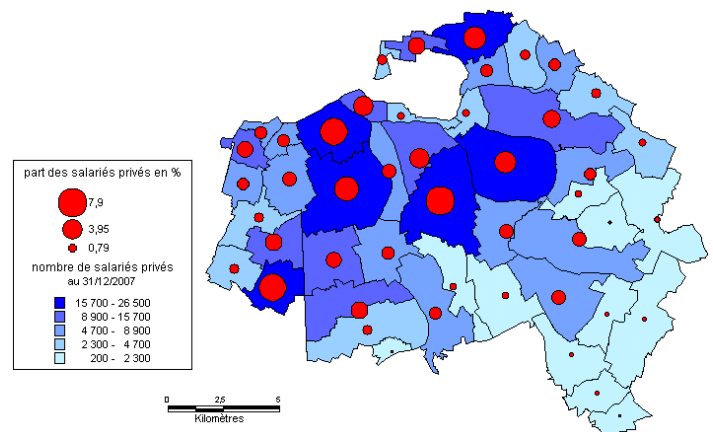 part des salariés privés en %
7,9
3,95
0,79
nombre de salariés privés
au 31/12/2007
15 700 - 26 500
8 900 - 15 700
4 700 - 8 900
2 300 - 4 700
200 - 2 300
0 2,5 5
Kilomètres